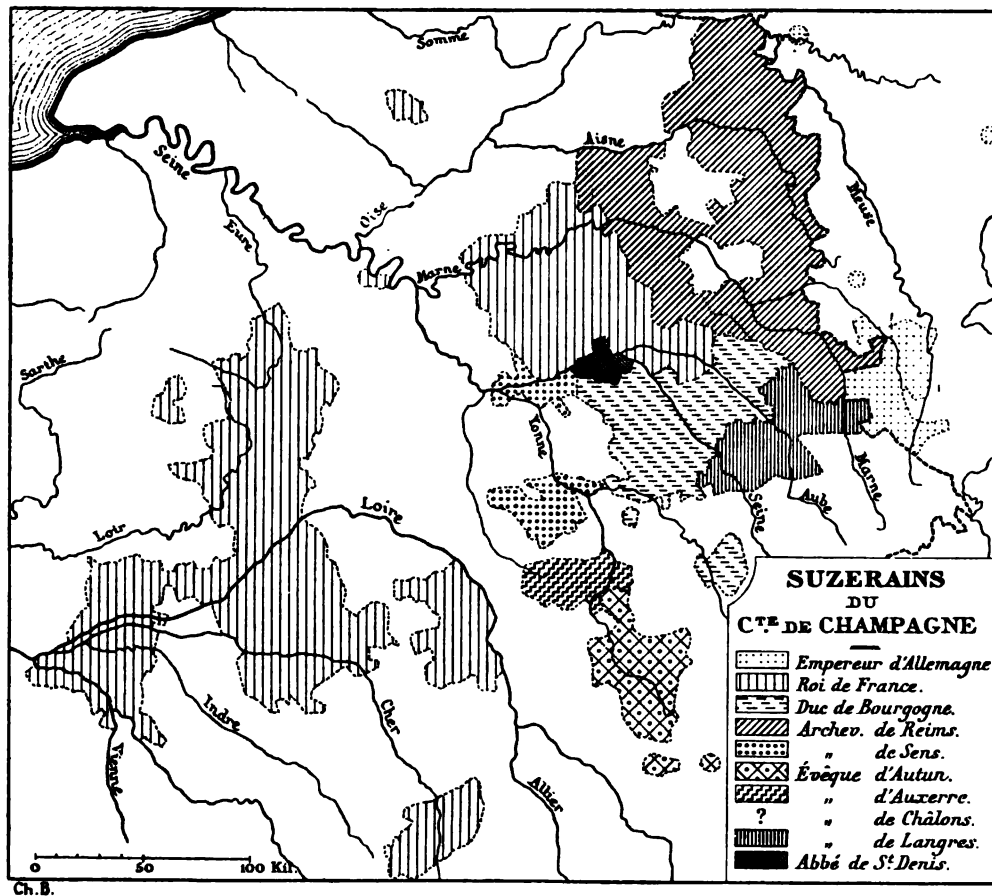 Somme
Seine
Oise
Aisne
Eure
Marne
Meuse
Sarthe
Yonne
Loir
Loire
Seine
Aube
Marne
Indre
Cher
Vienne
Allier
SUZERAINS
DU
CTE. DE CHAMPAGNE
Empereur d'Allemagne
Roi de France.
Duc de Bourgogne.
Archev. de Reims.
„ de Sens.
Évêque d'Autun.
„ d'Auxerre.
? „ de Châlons.
„ de Langres.
Abbé de St. Denis.
0 50 100 Kil.
Ch.B.